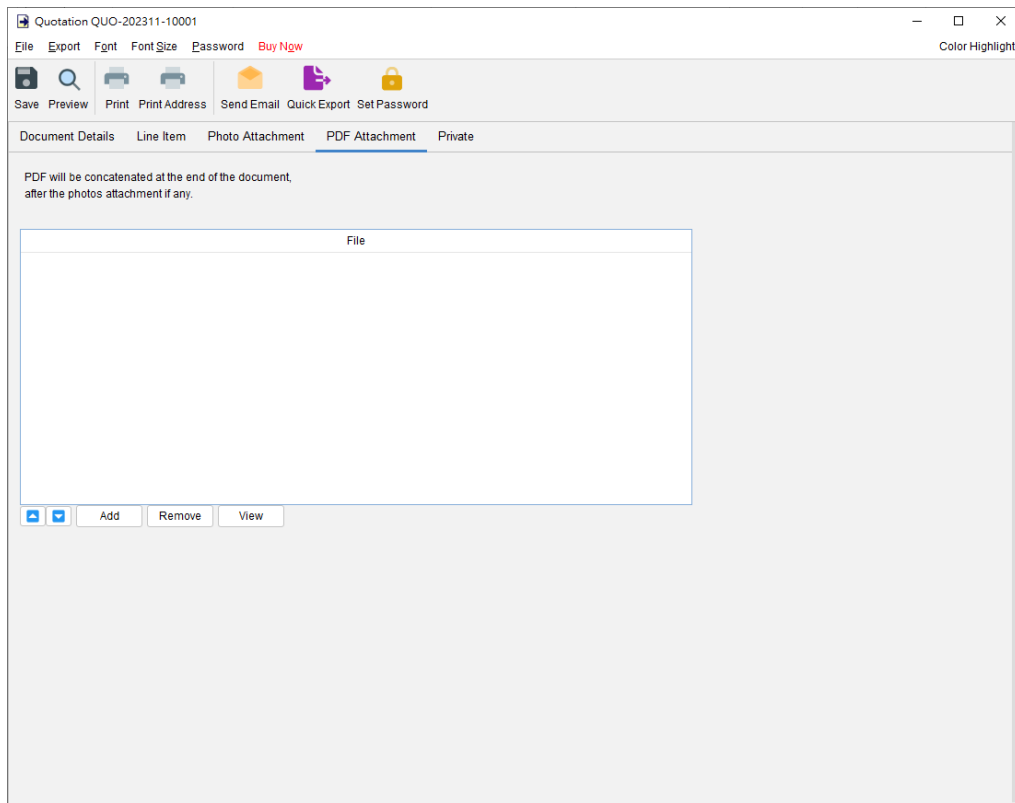 Quotation QUO-202311-10001
File Export Font Font Size Password Buy Now Color Highlight
Save Preview Print Print Address Send Email Quick Export Set Password
Document Details Line Item Photo Attachment PDF Attachment Private
PDF will be concatenated at the end of the document,
after the photos attachment if any.
File
Add Remove View